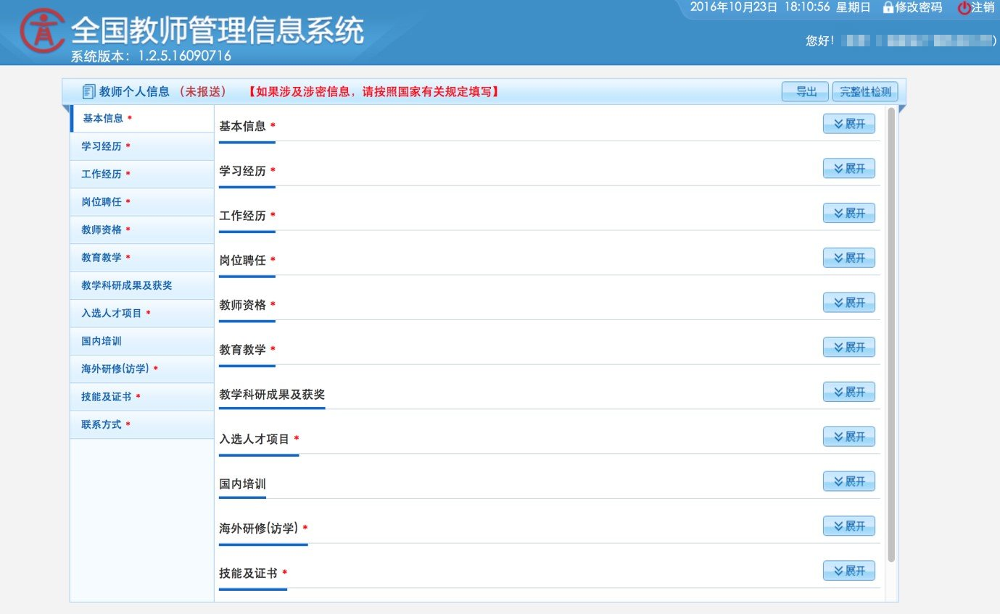 2016年10月23日 18:10:56 星期日 修改密码 注销
全国教师管理信息系统
系统版本：1.2.5.16090716
您好！ )
教师个人信息 （未报送） 【如果涉及涉密信息，请按照国家有关规定填写】 导出 完整性检测
基本信息 *
学习经历 *
工作经历 *
岗位聘任 *
教师资格 *
教育教学 *
教学科研成果及获奖
入选人才项目 *
国内培训
海外研修(访学) *
技能及证书 *
联系方式 *
基本信息 * 展开
学习经历 * 展开
工作经历 * 展开
岗位聘任 * 展开
教师资格 * 展开
教育教学 * 展开
教学科研成果及获奖 展开
入选人才项目 * 展开
国内培训 展开
海外研修(访学) * 展开
技能及证书 * 展开